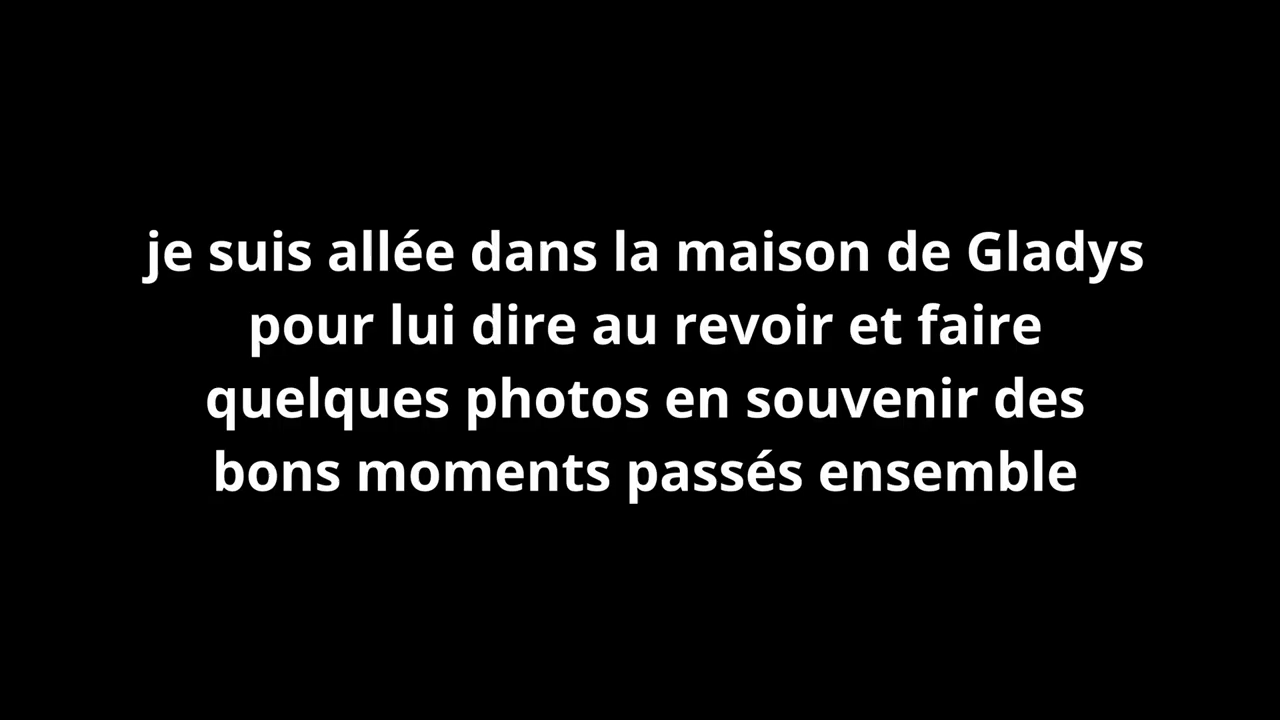 je suis allée dans la maison de Gladys
pour lui dire au revoir et faire
quelques photos en souvenir des
bons moments passés ensemble